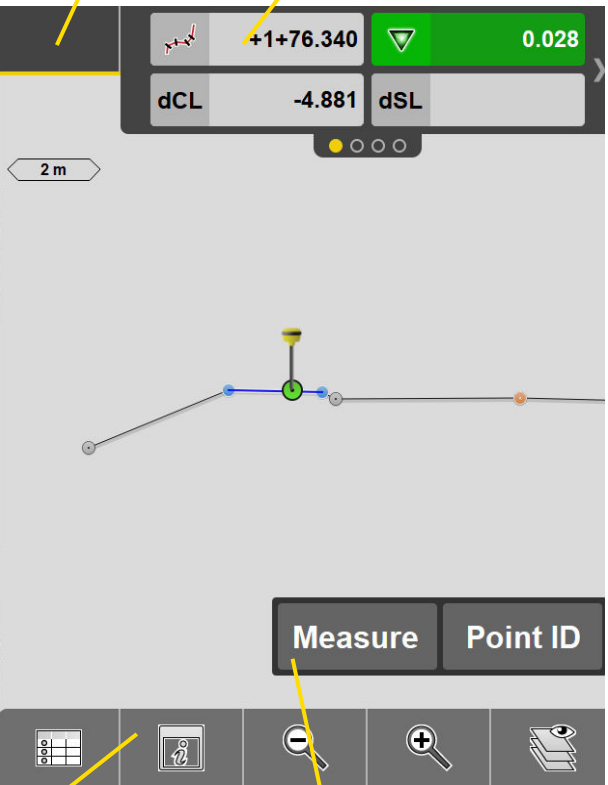 +1+76.340 0.028
dCL -4.881 dSL
2 m
Measure Point ID
i